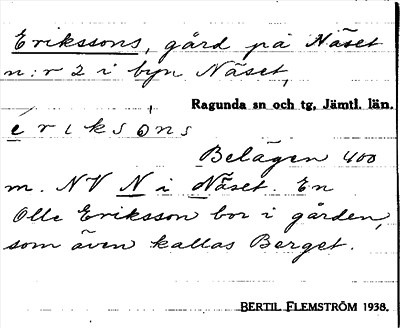 Erikssons, gård på Näset
n:r 2 i byn Näset,
Ragunda sn och tg, Jämtl. län.
é r i k s ò n s
Belägen 400
m. NV N i Näset. En
Olle Eriksson bor i gården,
som även kallas Berget.
BERTIL FLEMSTRÖM 1938.